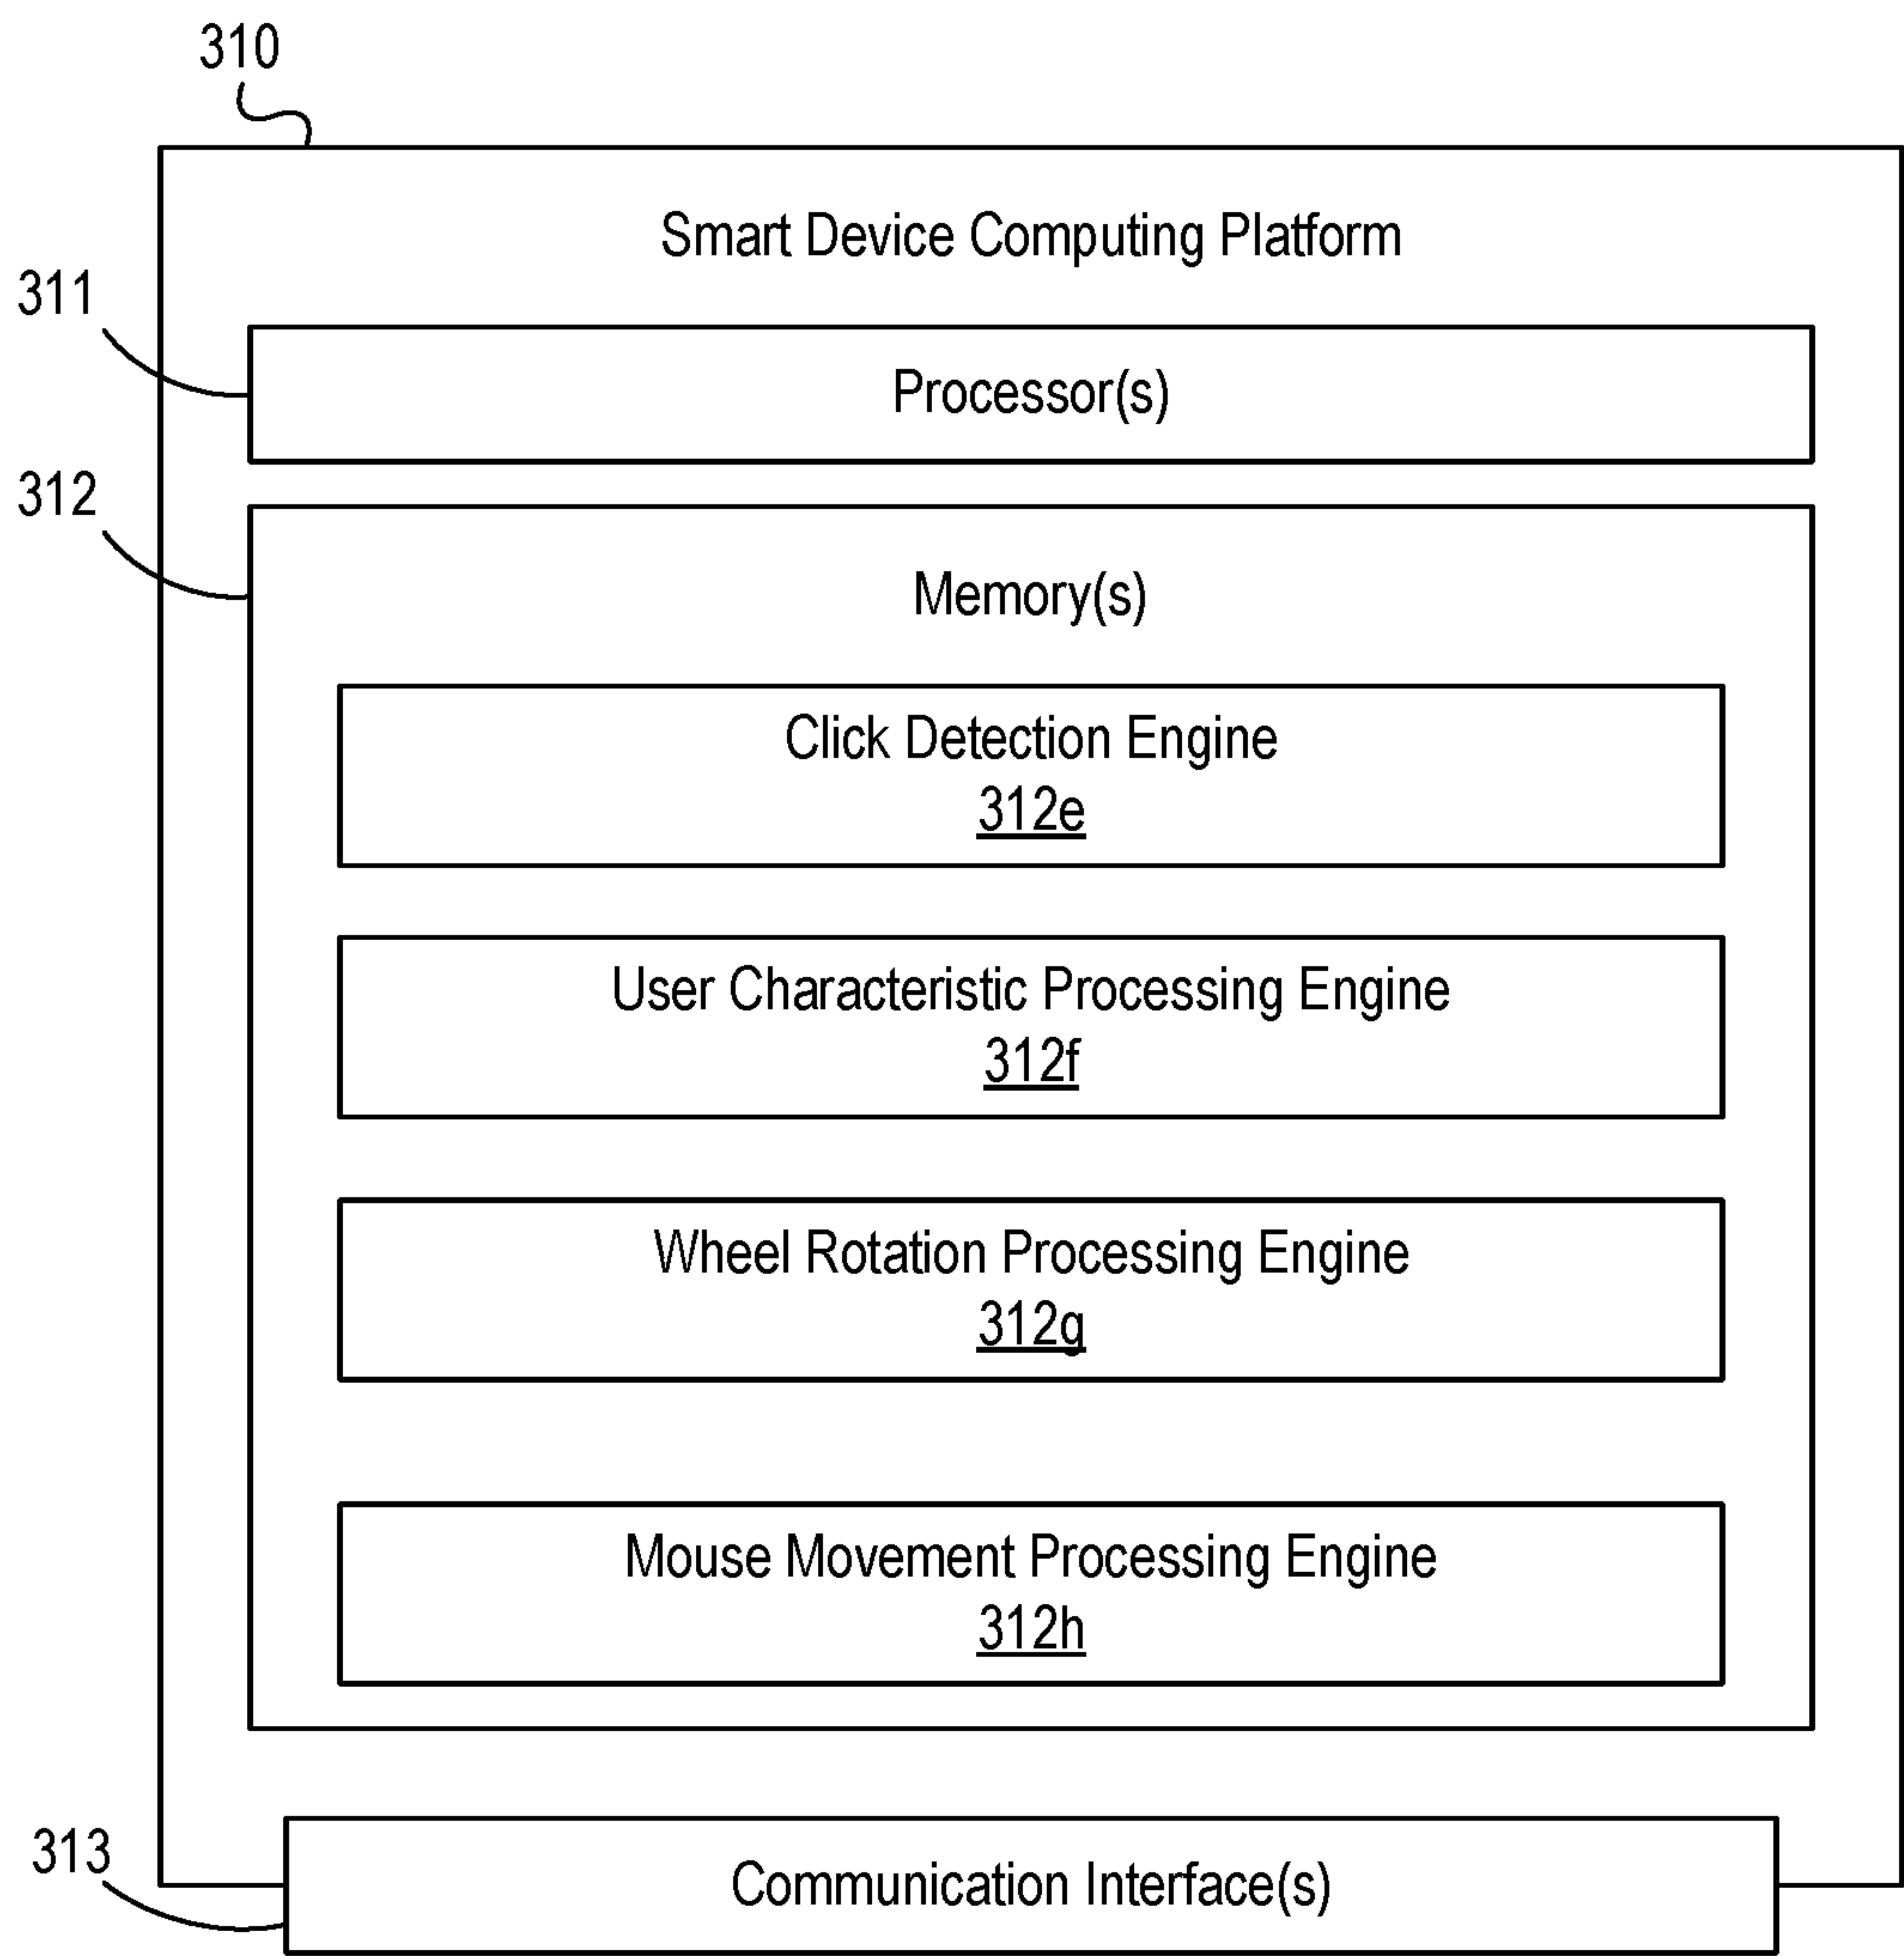 310
Smart Device Computing Platform
311
Processor(s)
312
Memory(s)
Click Detection Engine
312e
User Characteristic Processing Engine
312f
Wheel Rotation Processing Engine
312g
Mouse Movement Processing Engine
312h
313
Communication Interface(s)